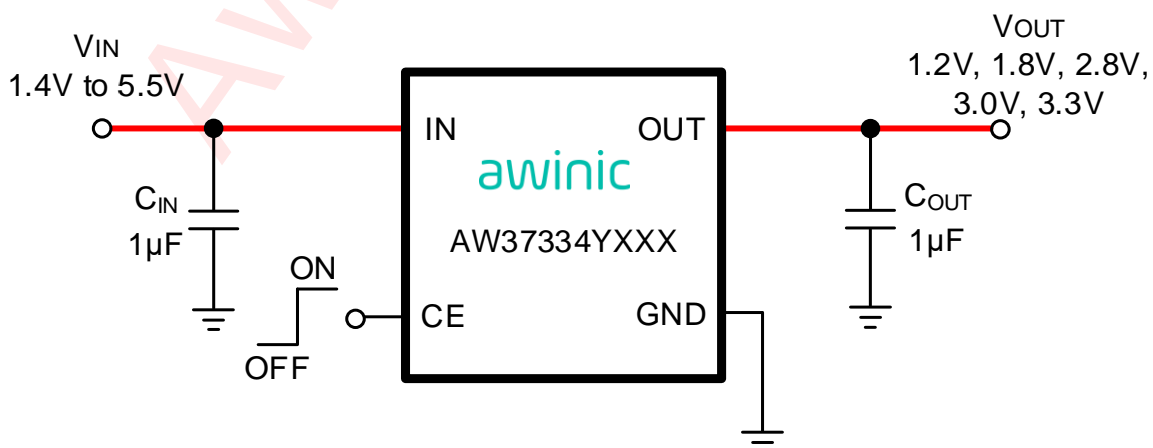 VIN
1.4V to 5.5V
VOUT
1.2V, 1.8V, 2.8V,
3.0V, 3.3V
IN
OUT
awinic
AW37334YXXX
CIN
1µF
COUT
1µF
ON
OFF
CE
GND
Aw